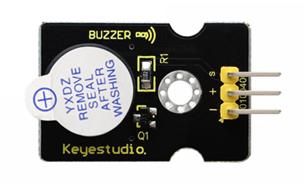 BUZZER
R1
S
+
-
YXDZ
REMOVE
SEAL
AFTER
WASHING
+
Q1
Keyestudio.